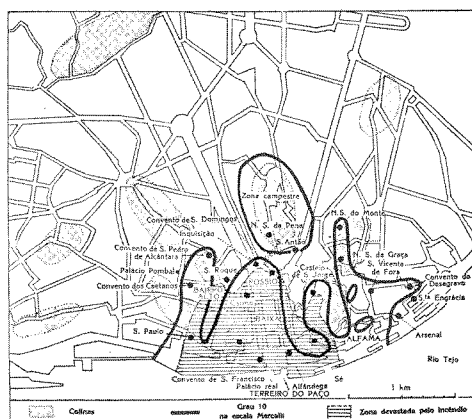 Zona campestre
Convento de S. Domingos
N. S. da Pena
N. S. do Monte
Inquisição
S. Antão
Convento de S. Pedro
de Alcântara
N. S. da Graça
Castelo
de S. Jorge
S. Vicente
de Fora
Palácio Pombal
S. Roque
ROSSIO
Convento do
Desagravo
Convento dos Caetanos
BAIRRO
BAIXA
Stª Engrácia
S. Paulo
ALFAMA
Arsenal
Rio Tejo
Convento de S. Francisco
Sé
Palácio real
Alfândega
TERREIRO DO PAÇO
1 km
Colinas
Grau 10
na escala Mercalli
Zona devastada pelo incêndio